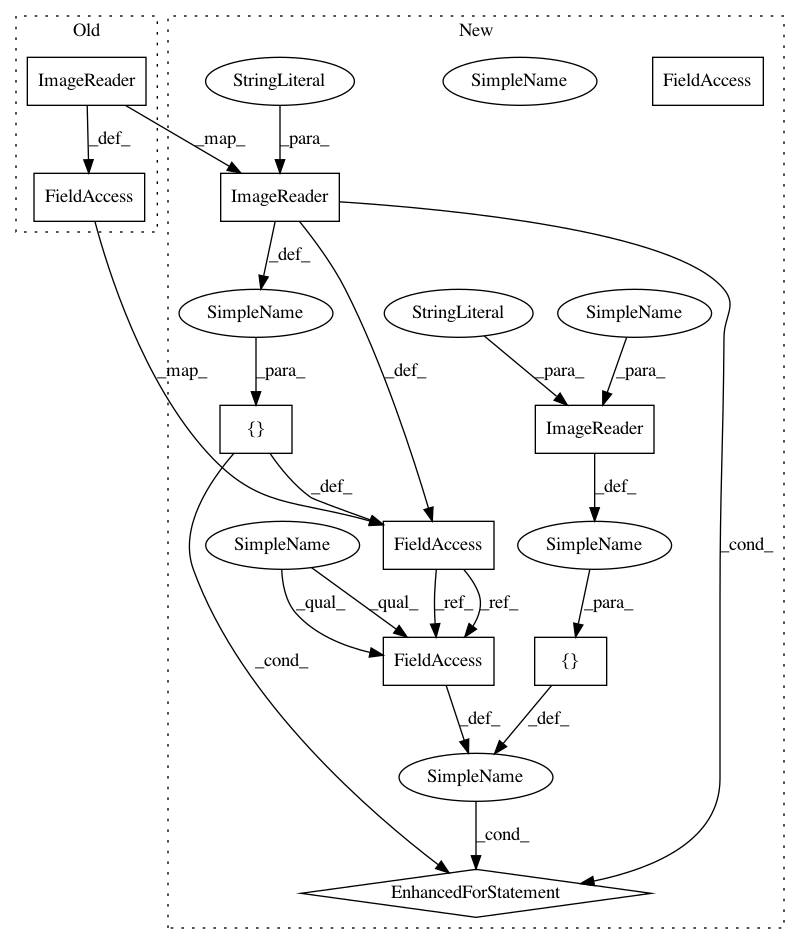 Old
New
ImageReader
StringLiteral
SimpleName
FieldAccess
_def_
_map_
_para_
FieldAccess
ImageReader
_def_
SimpleName
StringLiteral
SimpleName
_map_
_para_
_def_
_para_
_para_
{}
ImageReader
_def_
_def_
SimpleName
FieldAccess
SimpleName
_cond_
_qual_
_qual_
_ref_
_ref_
_para_
_cond_
FieldAccess
{}
_def_
_def_
SimpleName
_cond_
EnhancedForStatement